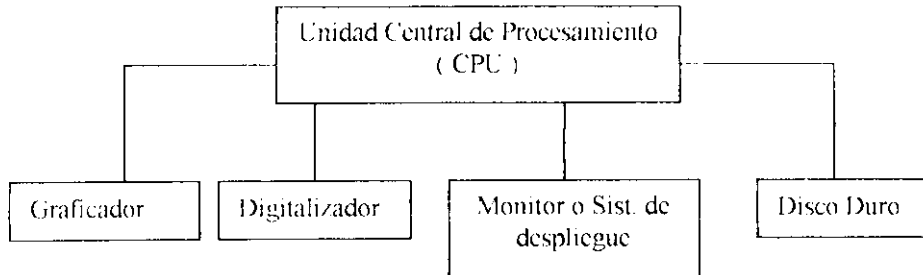 Unidad Central de Procesamiento
( CPU )
Graficador
Digitalizador
Monitor o Sist. de
despliegue
Disco Duro